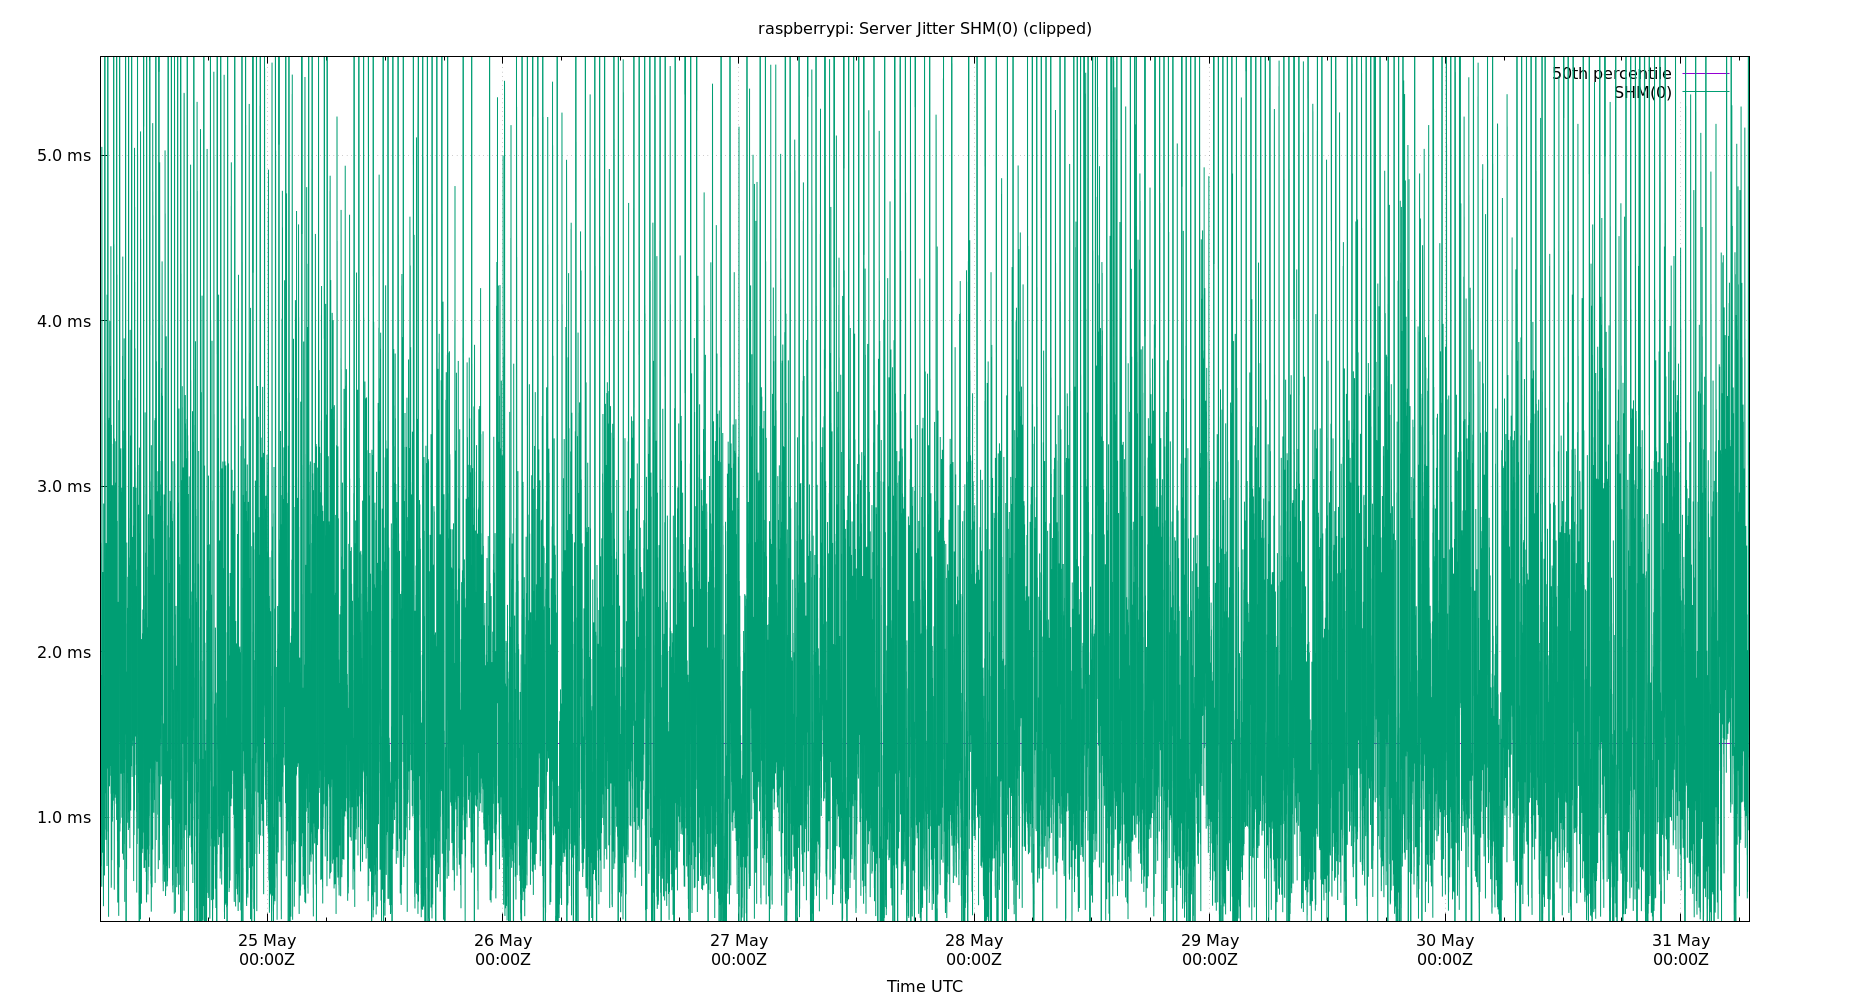 raspberrypi: Server Jitter SHM(0) (clipped)
50th percentile
SHM(0)
5.0 ms
4.0 ms
3.0 ms
2.0 ms
1.0 ms
25 May 26 May 27 May 28 May 29 May 30 May 31 May
00:00Z 00:00Z 00:00Z 00:00Z 00:00Z 00:00Z 00:00Z
Time UTC